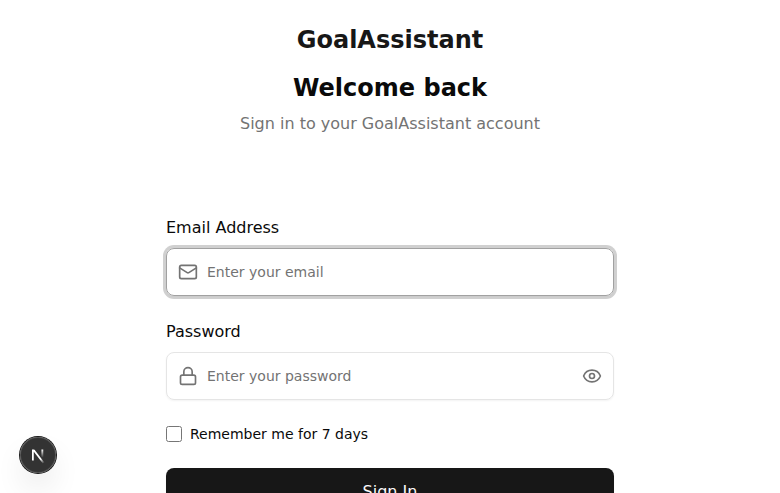 GoalAssistant
Welcome back
Sign in to your GoalAssistant account
Email Address
Enter your email
Password
Enter your password
Remember me for 7 days
N
Sign In